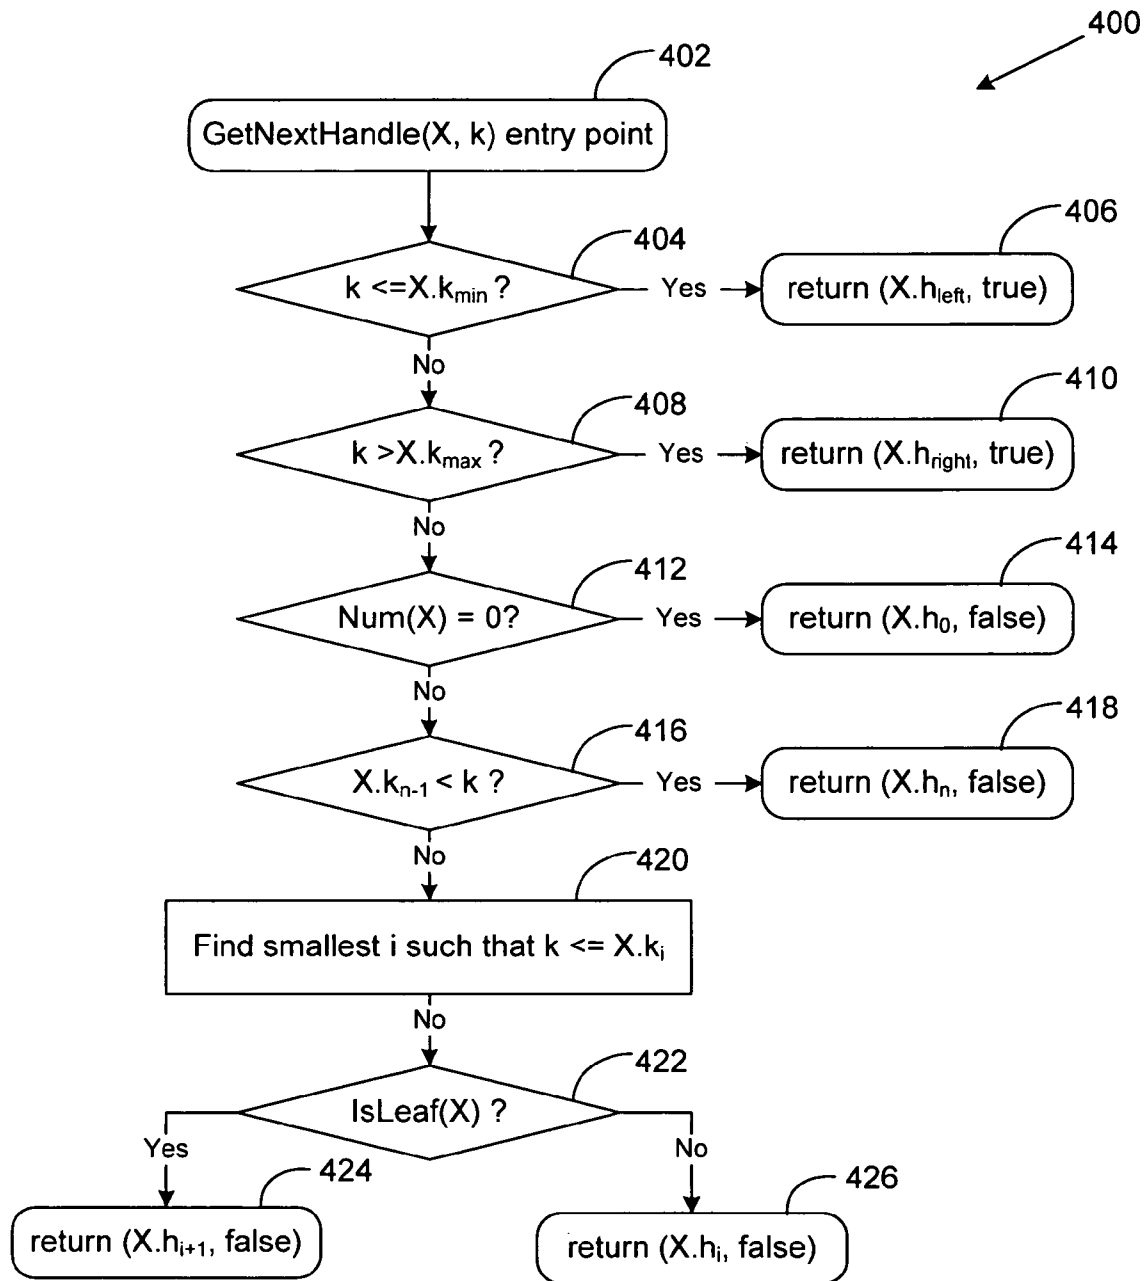 400
402
GetNextHandle(X, k) entry point
404
k <=X.kmin ?
Yes
406
return (X.hleft, true)
No
408
k >X.kmax ?
Yes
410
return (X.hright, true)
No
412
Num(X) = 0?
Yes
414
return (X.h0, false)
No
416
X.kn-1 < k ?
Yes
418
return (X.hn, false)
No
420
Find smallest i such that k <= X.ki
No
422
IsLeaf(X) ?
Yes
No
424
return (X.hi+1, false)
426
return (X.hi, false)